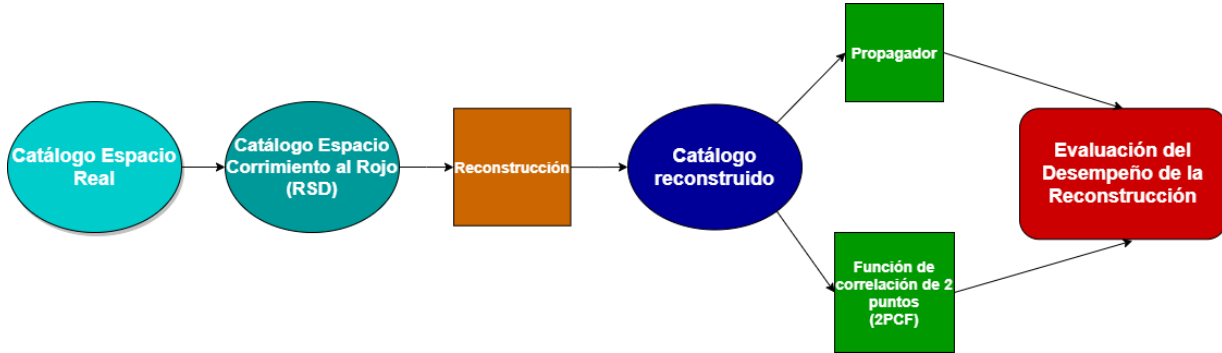 Catálogo Espacio
Real
Catálogo Espacio
Corrimiento al Rojo
(RSD)
Reconstrucción
Catálogo
reconstruido
Propagador
Función de
correlación de 2
puntos
(2PCF)
Evaluación del
Desempeño de la
Reconstrucción